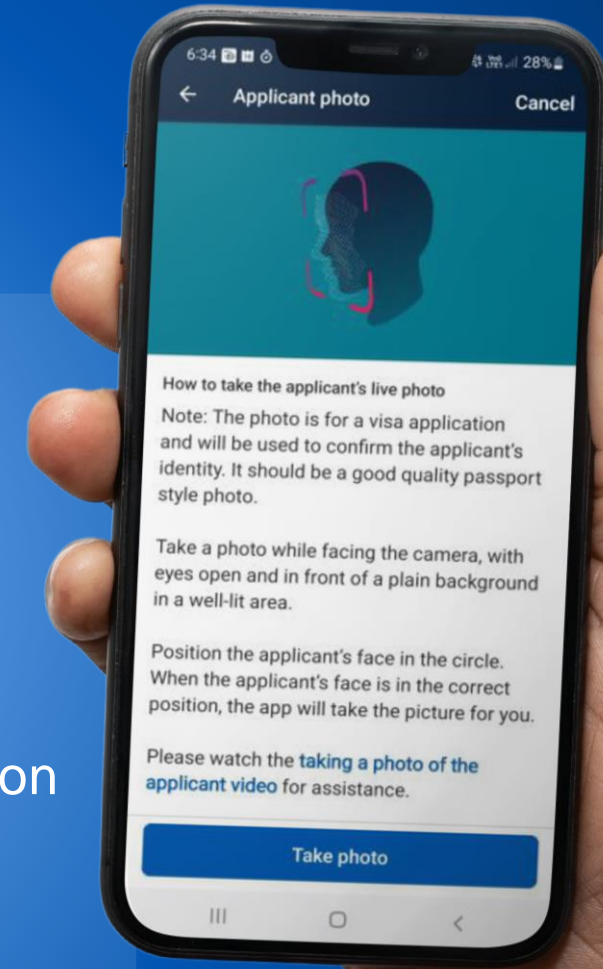 6:34
28%
Applicant photo
Cancel
How to take the applicant's live photo
Note: The photo is for a visa application
and will be used to confirm the applicant's
identity. It should be a good quality passport
style photo.
Take a photo while facing the camera, with
eyes open and in front of a plain background
in a well-lit area.
Position the applicant's face in the circle.
When the applicant's face is in the correct
position, the app will take the picture for you.
Please watch the taking a photo of the
applicant video for assistance.
on
Take photo